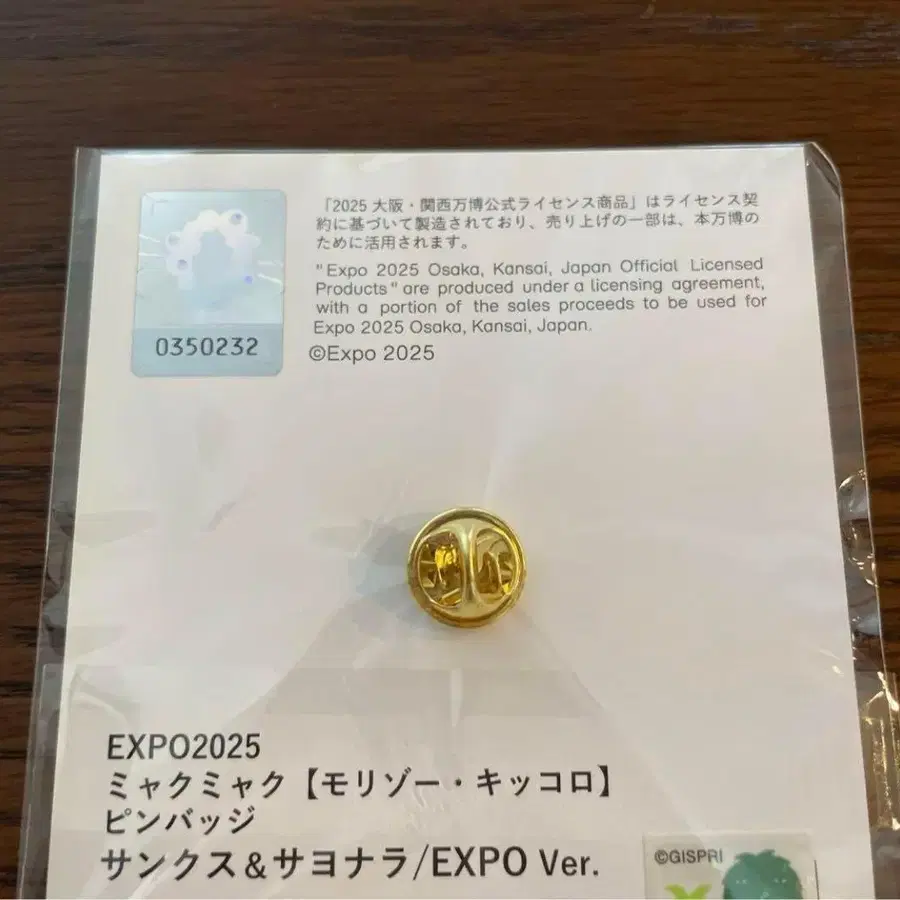 「2025 大阪・関西万博公式ライセンス商品」はライセンス契
約に基づいて製造されており、売り上げの一部は、本万博の
ために活用されます。
"Expo 2025 Osaka, Kansai, Japan Official Licensed
Products" are produced under a licensing agreement,
with a portion of the sales proceeds to be used for
Expo 2025 Osaka, Kansai, Japan.
©Expo 2025
0350232
EXPO2025
ミャクミャク【モリゾー・キッコロ】
ピンバッジ
サンクス＆サヨナラ/EXPO Ver.
©GISPRI